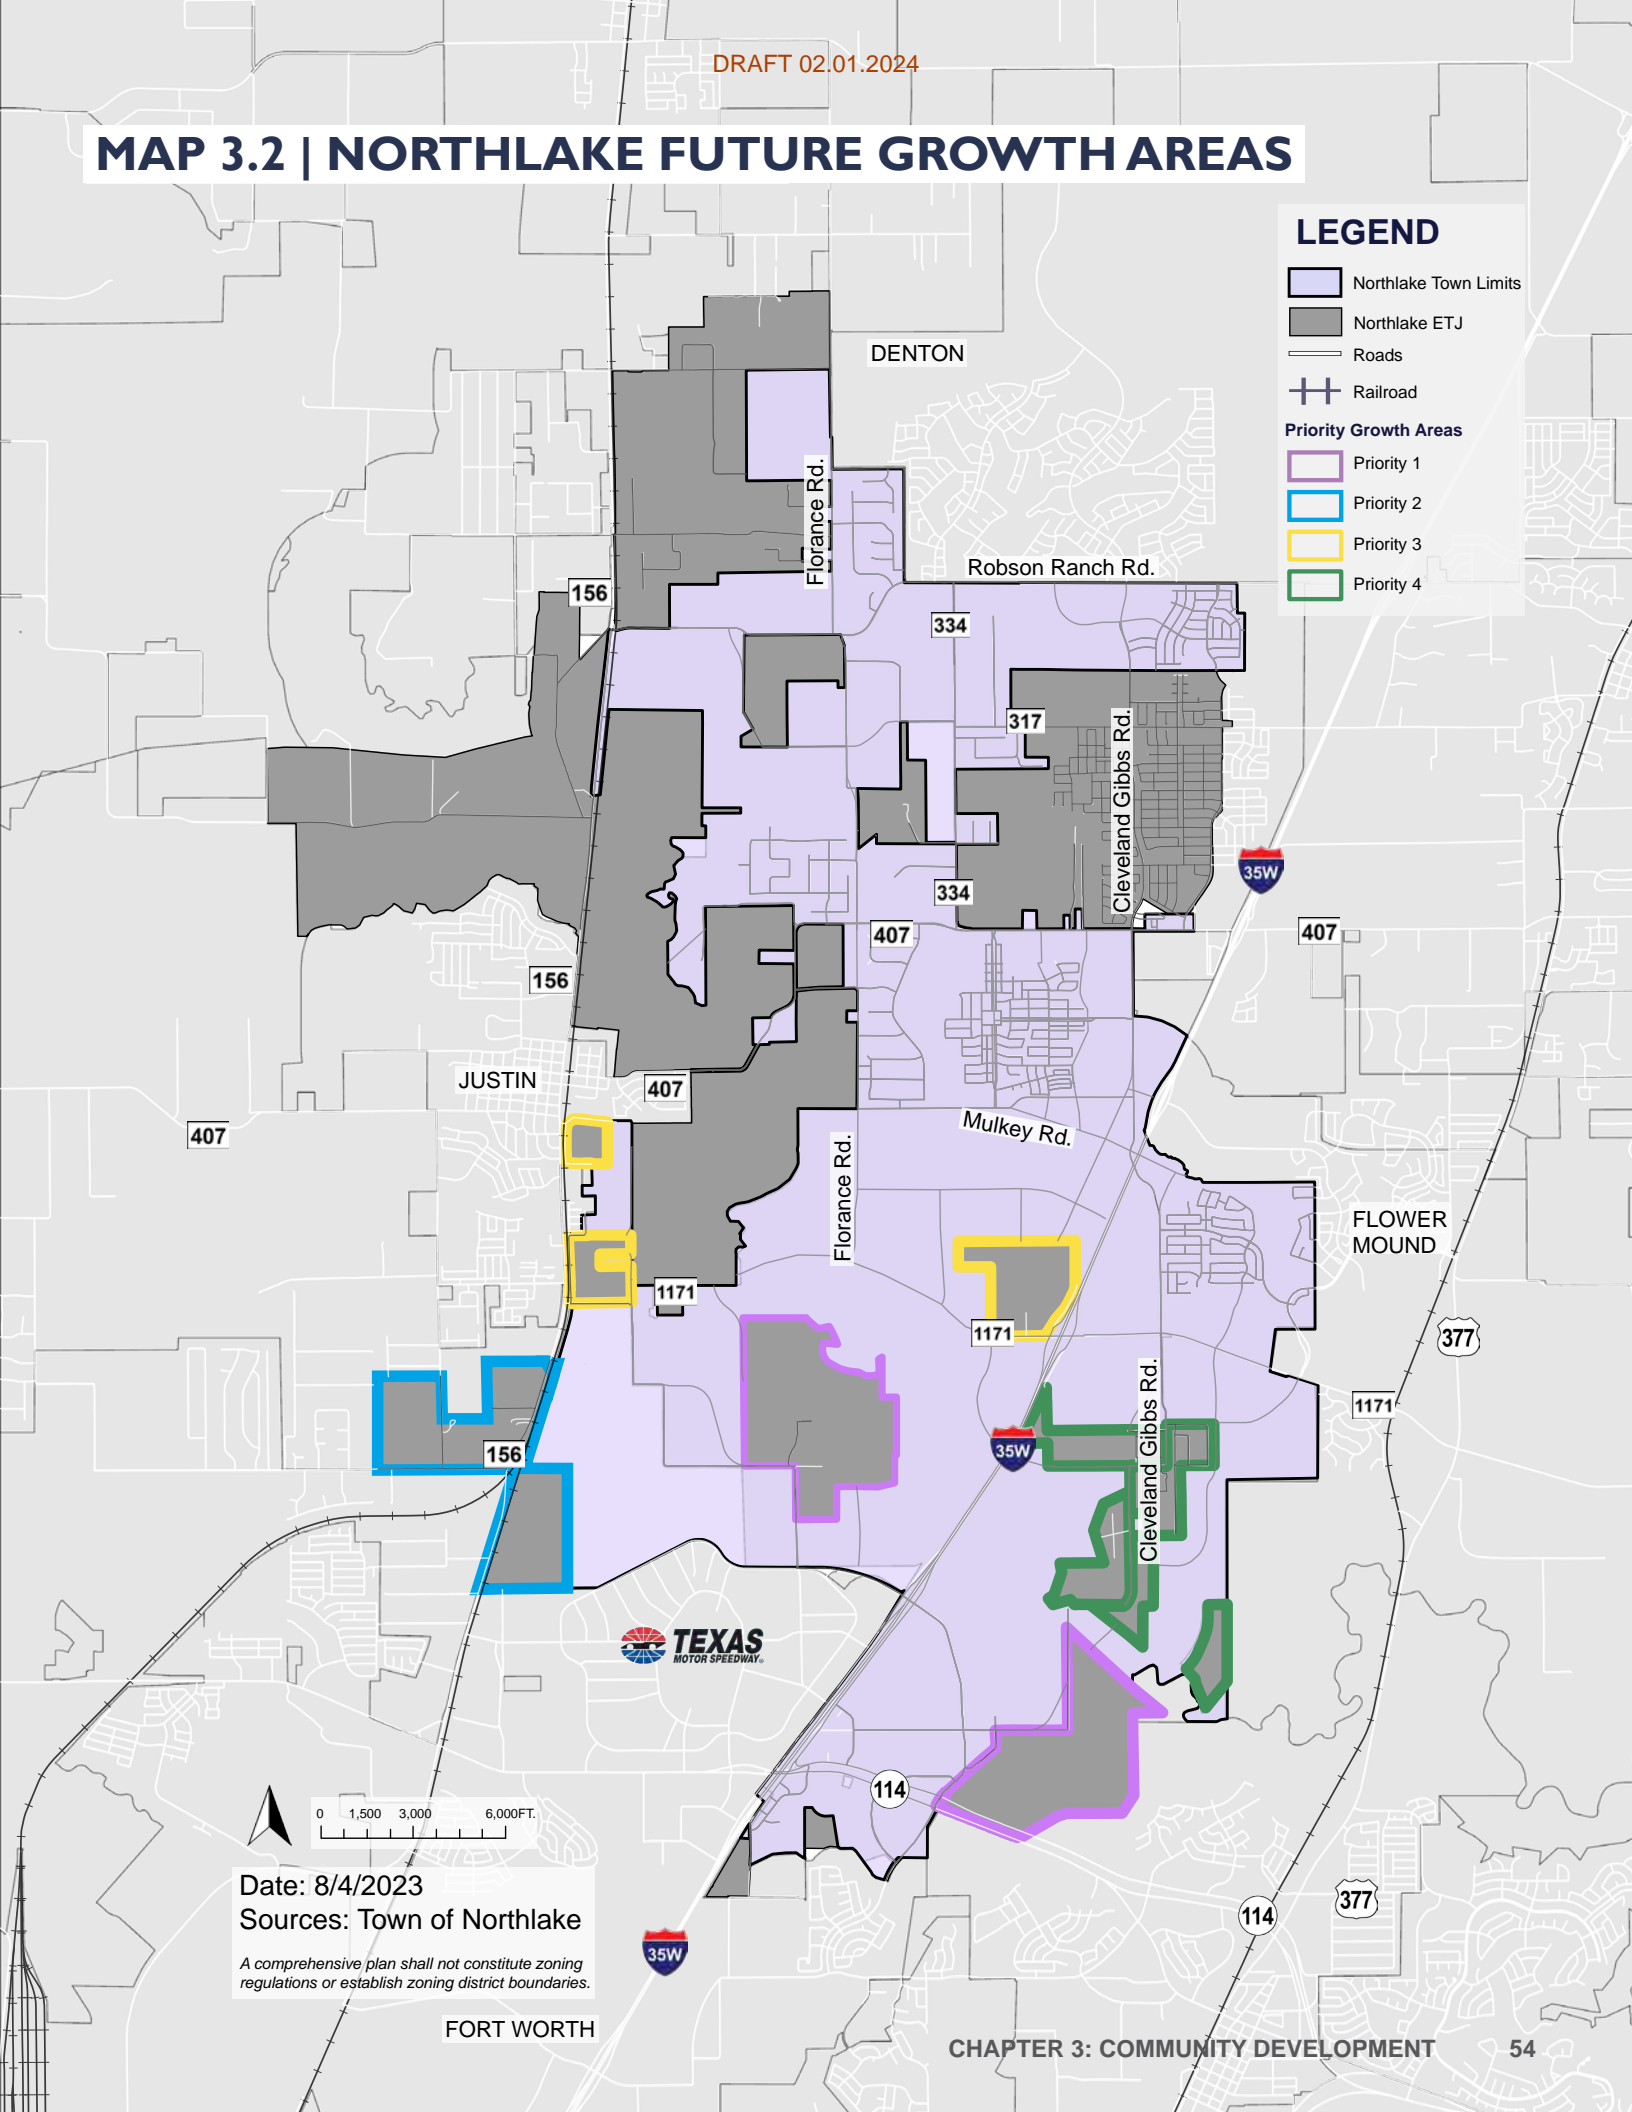 DRAFT 02.01.2024
MAP 3.2 | NORTHLAKE FUTURE GROWTH AREAS
LEGEND
Northlake Town Limits
Northlake ETJ
Roads
Railroad
Priority Growth Areas
Priority 1
Priority 2
Priority 3
Priority 4
DENTON
Florance Rd.
Robson Ranch Rd.
156
334
317
Cleveland Gibbs Rd.
35W
334
407
407
156
JUSTIN
407
407
Mulkey Rd.
Florance Rd.
FLOWER
MOUND
1171
1171
377
Cleveland Gibbs Rd.
1171
35W
156
TEXAS
MOTOR SPEEDWAY
114
0 1,500 3,000 6,000FT.
Date: 8/4/2023
Sources: Town of Northlake
A comprehensive plan shall not constitute zoning
regulations or establish zoning district boundaries.
377
114
35W
FORT WORTH
CHAPTER 3: COMMUNITY DEVELOPMENT 54